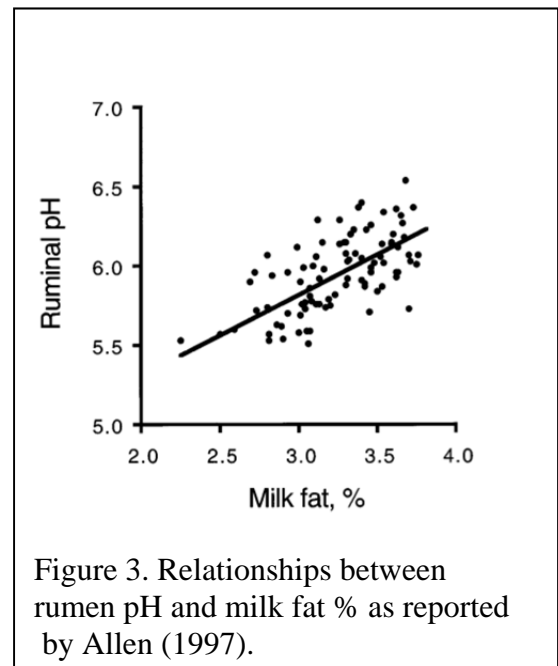 7.0
6.5
6.0
5.5
5.0
Ruminal pH
2.0 2.5 3.0 3.5 4.0
Milk fat, %
Figure 3. Relationships between
rumen pH and milk fat % as reported
by Allen (1997).